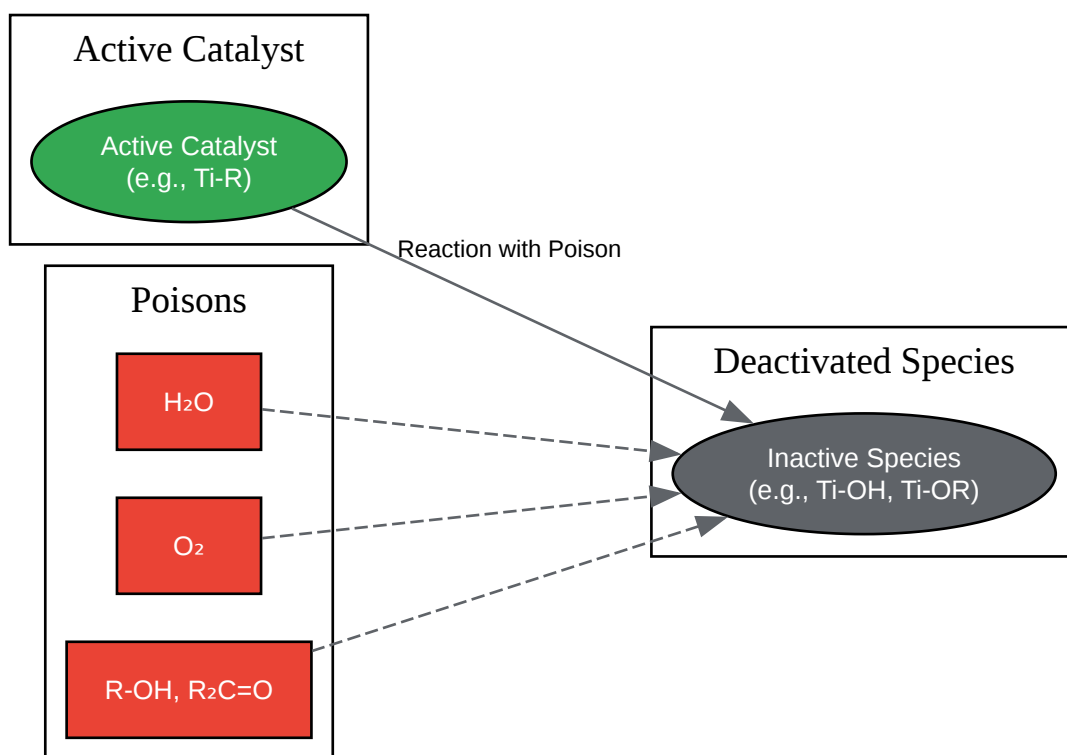 Active Catalyst
Active Catalyst
(e.g., Ti-R)
Reaction with Poison
Poisons
H₂O
O₂
R-OH, R₂C=O
Deactivated Species
Inactive Species
(e.g., Ti-OH, Ti-OR)